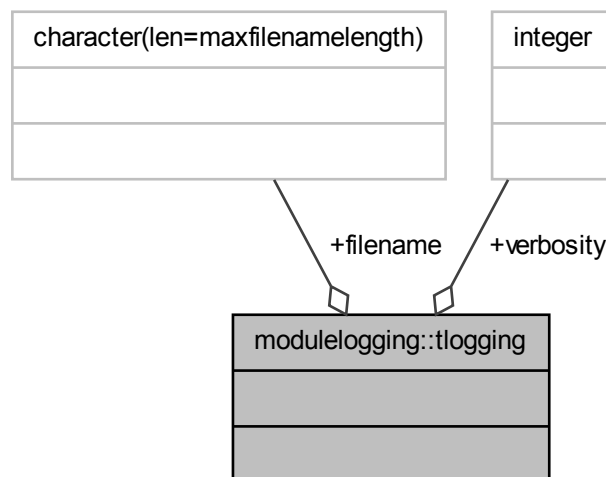 character(len=maxfilenamelength)
integer
+filename
+verbosity
modulelogging::tlogging